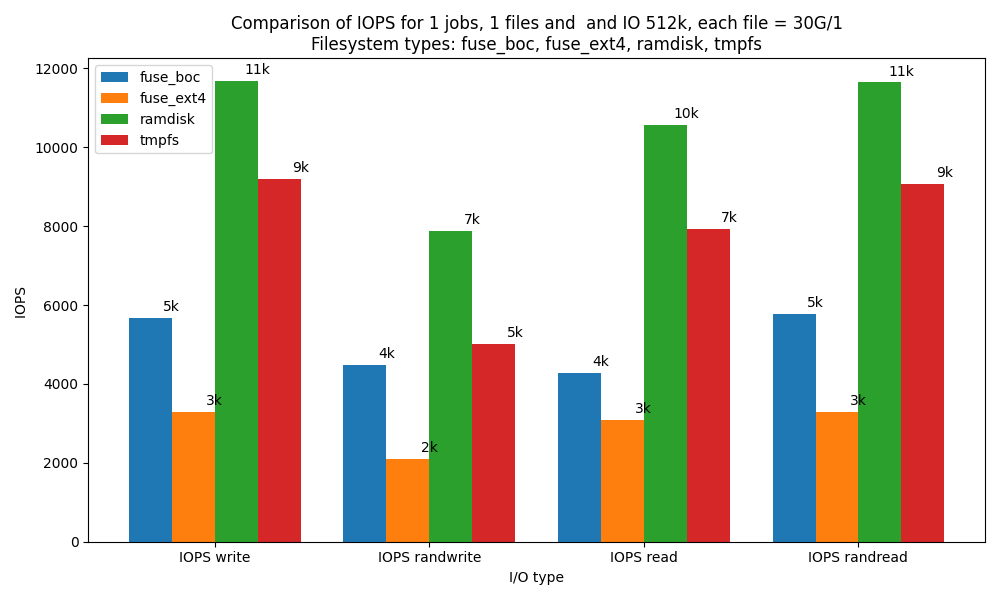 Comparison of IOPS for 1 jobs, 1 files and  and IO 512k, each file = 30G/1
Filesystem types: fuse_boc, fuse_ext4, ramdisk, tmpfs
fuse_boc
fuse_ext4
ramdisk
tmpfs
12000
10000
8000
6000
4000
2000
0
IOPS
5k
3k
11k
9k
4k
2k
7k
5k
4k
3k
10k
7k
5k
3k
11k
9k
IOPS write
IOPS randwrite
IOPS read
IOPS randread
I/O type